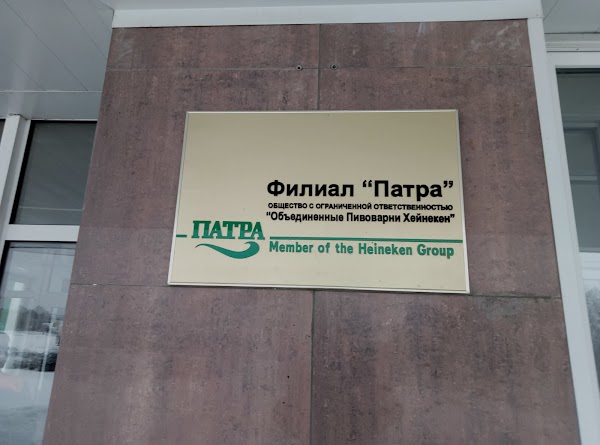 Филиал “Патра”
ОБЩЕСТВО С ОГРАНИЧЕННОЙ ОТВЕТСТВЕННОСТЬЮ
“Объединенные Пивоварни Хейнекен”
ПАТРА
Member of the Heineken Group